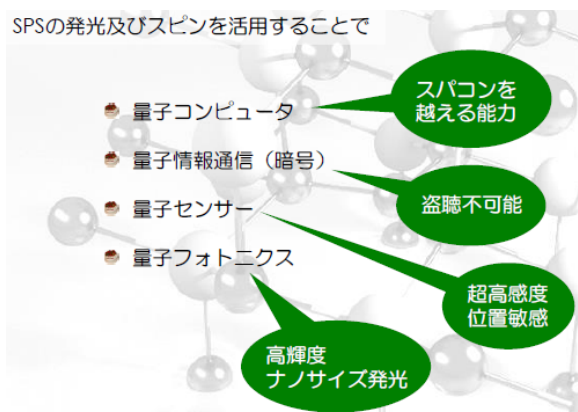 SPSの発光及びスピンを活用することで
量子コンピュータ
スパコンを
越える能力
量子情報通信（暗号）
盗聴不可能
量子センサー
超高感度
位置敏感
量子フォトニクス
高輝度
ナノサイズ発光